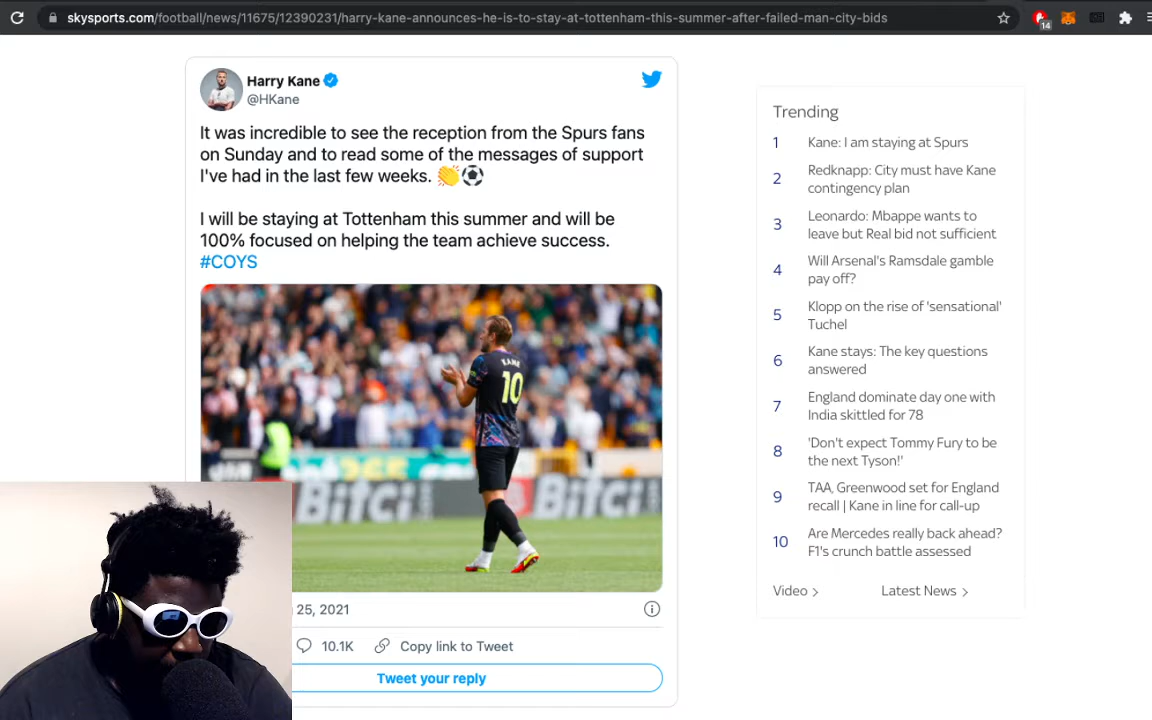 skysports.com/football/news/11675/12390231/harry-kane-announces-he-is-to-stay-at-tottenham-this-summer-after-failed-man-city-bids
14
Harry Kane
@HKane
It was incredible to see the reception from the Spurs fans
on Sunday and to read some of the messages of support
I've had in the last few weeks. 👏⚽
I will be staying at Tottenham this summer and will be
100% focused on helping the team achieve success.
#COYS
KANE
10
Bitci
Bitci
25, 2021
10.1K
Copy link to Tweet
Tweet your reply
Trending
1 Kane: I am staying at Spurs
2 Redknapp: City must have Kane
contingency plan
3 Leonardo: Mbappe wants to
leave but Real bid not sufficient
4 Will Arsenal's Ramsdale gamble
pay off?
5 Klopp on the rise of 'sensational'
Tuchel
6 Kane stays: The key questions
answered
7 England dominate day one with
India skittled for 78
8 'Don't expect Tommy Fury to be
the next Tyson!'
9 TAA, Greenwood set for England
recall | Kane in line for call-up
10 Are Mercedes really back ahead?
F1's crunch battle assessed
Video
Latest News